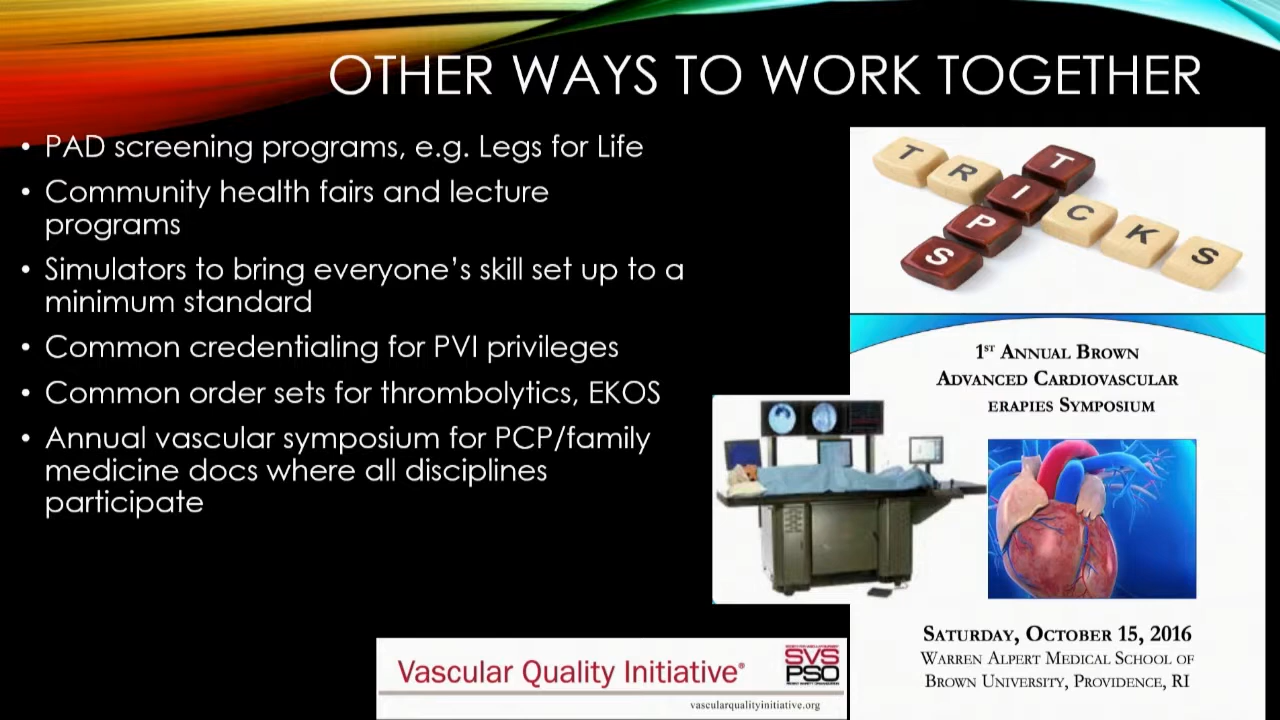 OTHER WAYS TO WORK TOGETHER
• PAD screening programs, e.g. Legs for Life
• Community health fairs and lecture
programs
• Simulators to bring everyone's skill set up to a
minimum standard
• Common credentialing for PVI privileges
• Common order sets for thrombolytics, EKOS
• Annual vascular symposium for PCP/family
medicine docs where all disciplines
participate
TRICKS
TIPS
1ST ANNUAL BROWN
ADVANCED CARDIOVASCULAR
ERAPIES SYMPOSIUM
SATURDAY, OCTOBER 15, 2016
WARREN ALPERT MEDICAL SCHOOL OF
BROWN UNIVERSITY, PROVIDENCE, RI
Vascular Quality Initiative®
SVS
PSO
vascularqualityinitiative.org